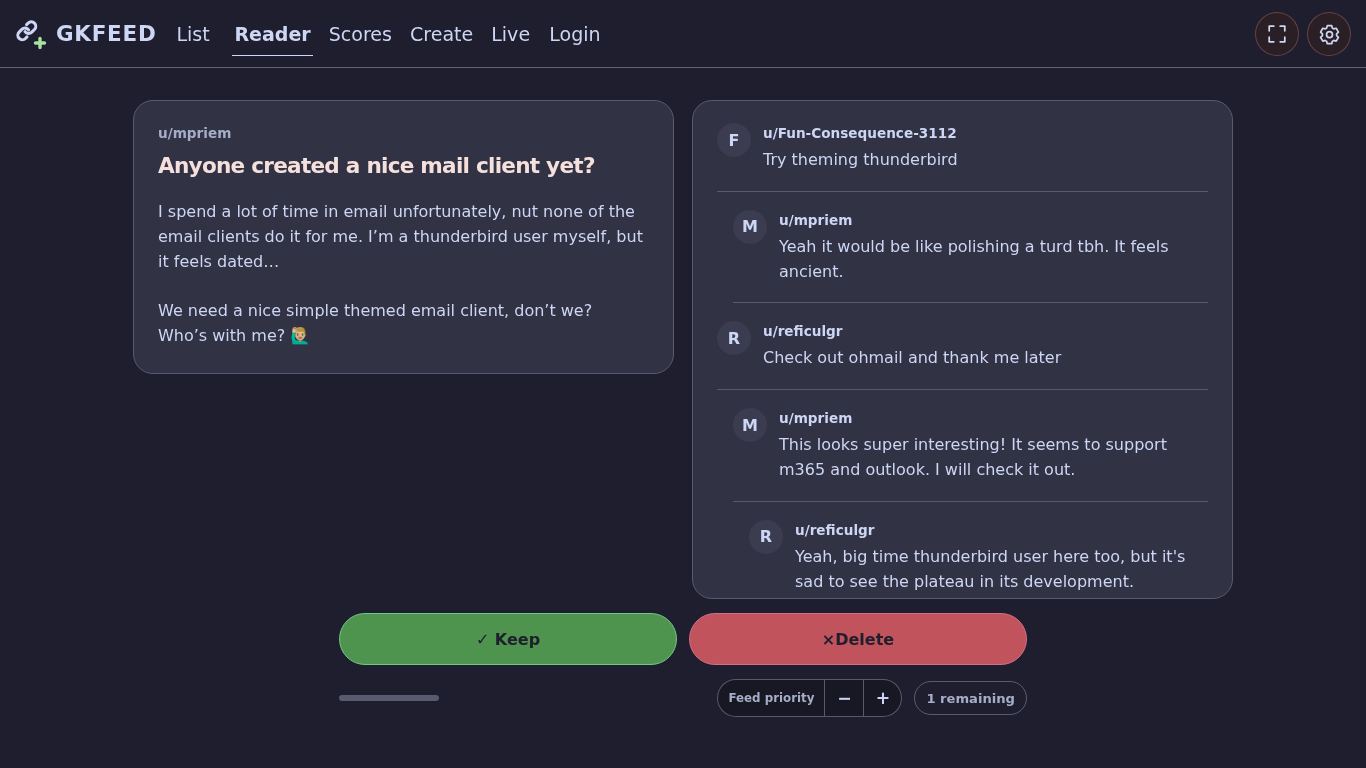 GKFEED List Reader Scores Create Live Login
u/mpriem
Anyone created a nice mail client yet?
I spend a lot of time in email unfortunately, nut none of the
email clients do it for me. I’m a thunderbird user myself, but
it feels dated…
We need a nice simple themed email client, don’t we?
Who’s with me? 🙋🏼‍♂️
F
u/Fun-Consequence-3112
Try theming thunderbird
M
u/mpriem
Yeah it would be like polishing a turd tbh. It feels
ancient.
R
u/reficulgr
Check out ohmail and thank me later
M
u/mpriem
This looks super interesting! It seems to support
m365 and outlook. I will check it out.
R
u/reficulgr
Yeah, big time thunderbird user here too, but it's
sad to see the plateau in its development.
✓ Keep
×Delete
Feed priority − +
1 remaining